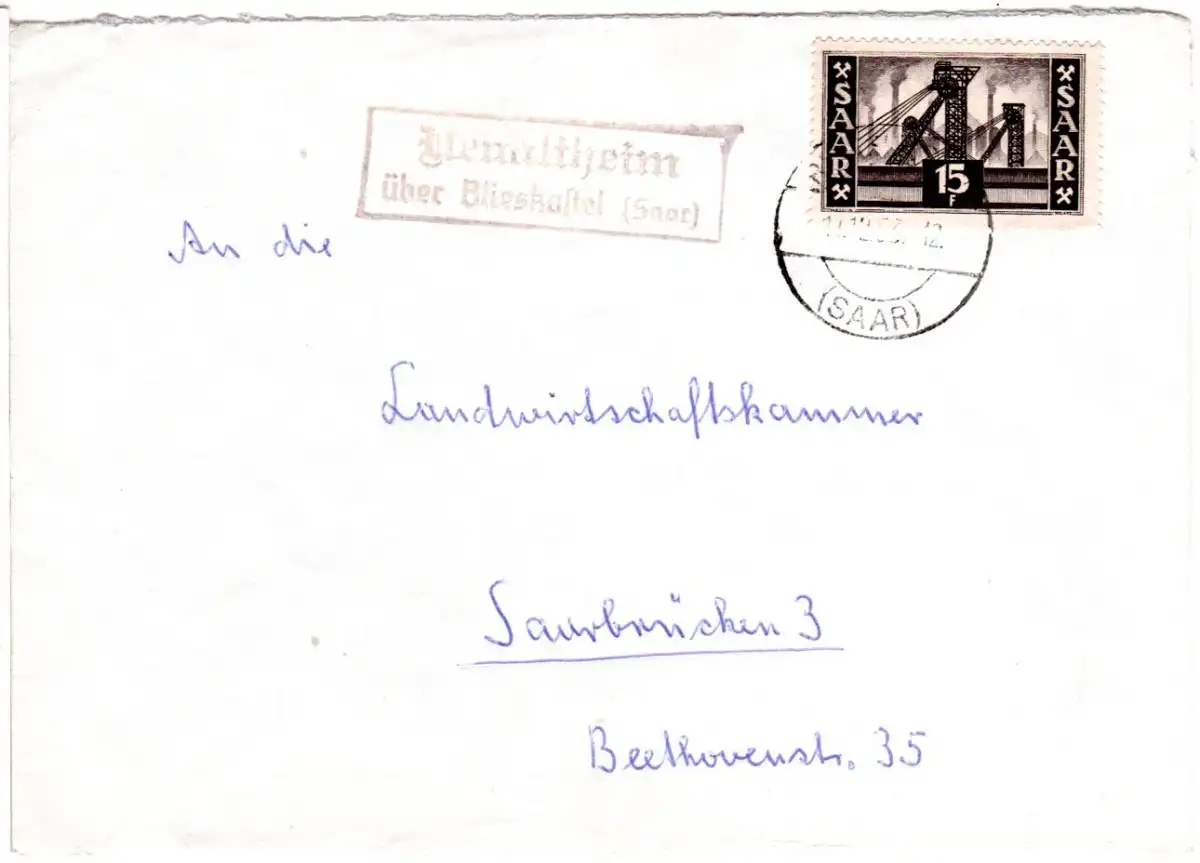 SAAR
SAAR
15
F
über Blieskastel (Saar)
(SAAR)
An die
Landwirtschaftskammer
Saarbrücken 3
Beethovenstr. 35